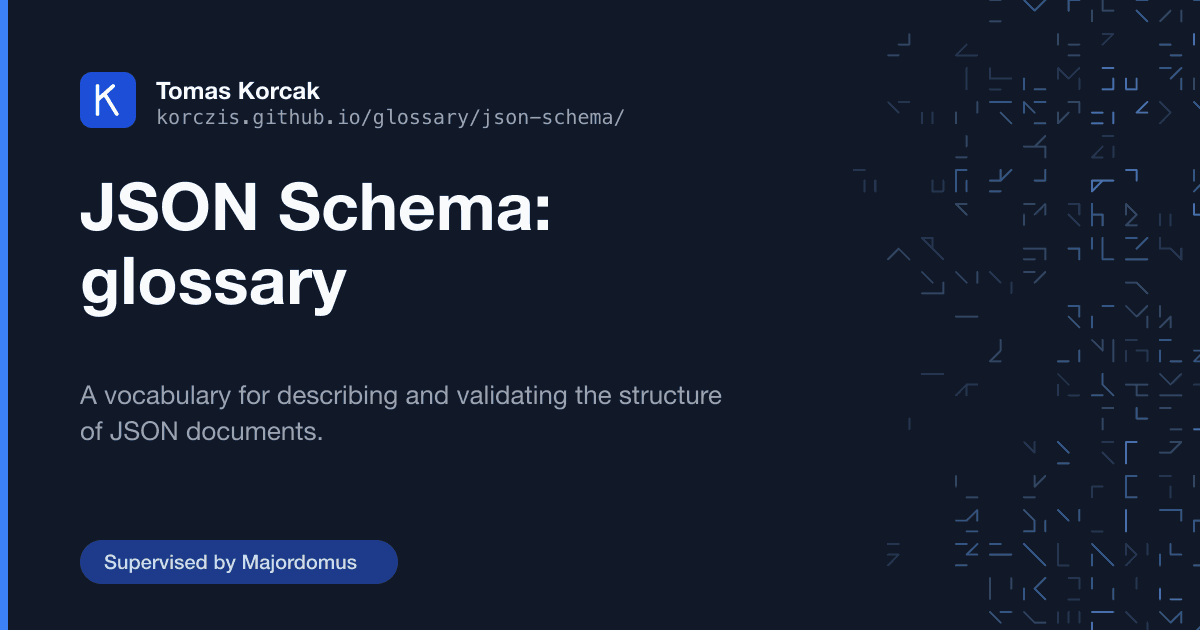 K
Tomas Korcak
korczis.github.io/glossary/json-schema/
JSON Schema:
glossary
A vocabulary for describing and validating the structure
of JSON documents.
Supervised by Majordomus